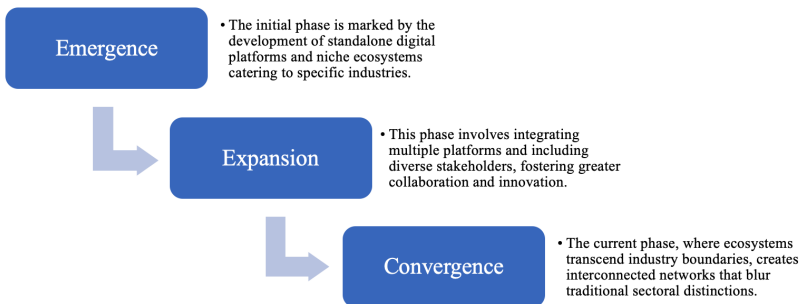 Emergence
• The initial phase is marked by the
development of standalone digital
platforms and niche ecosystems
catering to specific industries.
Expansion
• This phase involves integrating
multiple platforms and including
diverse stakeholders, fostering greater
collaboration and innovation.
Convergence
• The current phase, where ecosystems
transcend industry boundaries, creates
interconnected networks that blur
traditional sectoral distinctions.